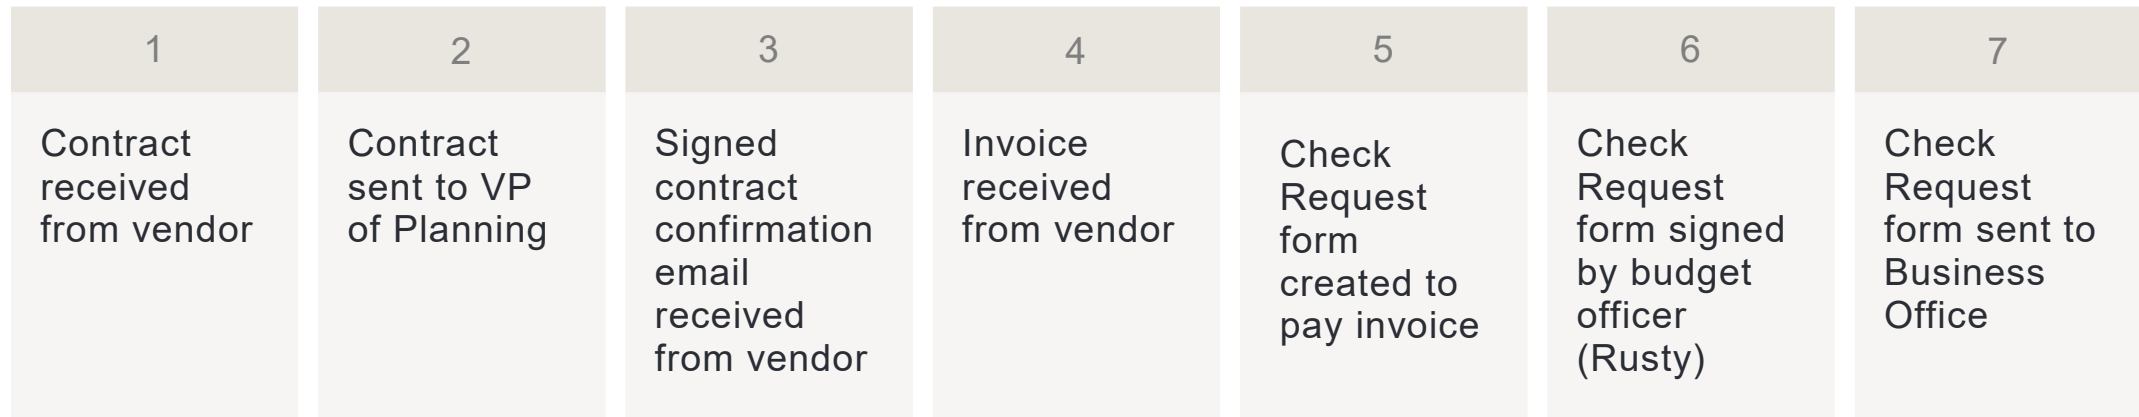 1
Contract
received
from vendor
2
Contract
sent to VP
of Planning
3
Signed
contract
confirmation
email
received
from vendor
4
Invoice
received
from vendor
5
Check
Request
form
created to
pay invoice
6
Check
Request
form signed
by budget
officer
(Rusty)
7
Check
Request
form sent to
Business
Office